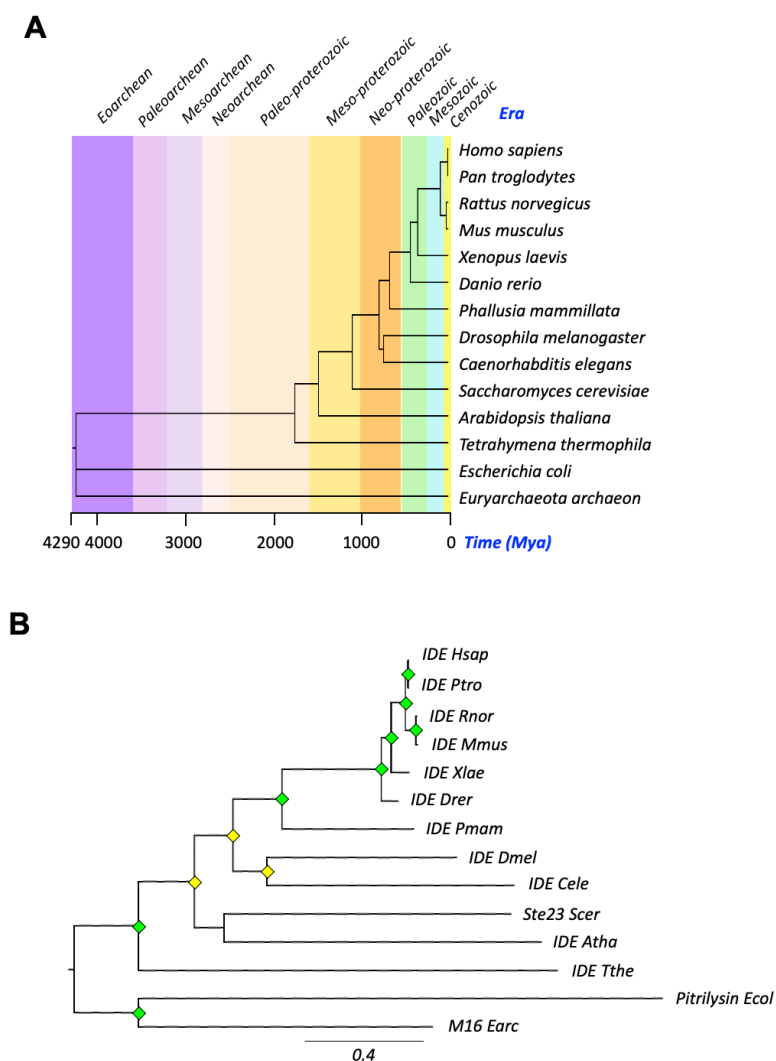 A
Eoarchean
Paleoarchean
Mesoarchean
Neoarchean
Paleo-proterozoic
Meso-proterozoic
Neo-proterozoic
Paleozoic
Mesozoic
Cenozoic
Era
Homo sapiens
Pan troglodytes
Rattus norvegicus
Mus musculus
Xenopus laevis
Danio rerio
Phallusia mammillata
Drosophila melanogaster
Caenorhabditis elegans
Saccharomyces cerevisiae
Arabidopsis thaliana
Tetrahymena thermophila
Escherichia coli
Euryarchaeota archaeon
4290 4000 3000 2000 1000 0 Time (Mya)
B
IDE Hsap
IDE Ptro
IDE Rnor
IDE Mmus
IDE Xlae
IDE Drer
IDE Pmam
IDE Dmel
IDE Cele
Ste23 Scer
IDE Atha
IDE Tthe
Pitrilysin Ecol
M16 Earc
0.4